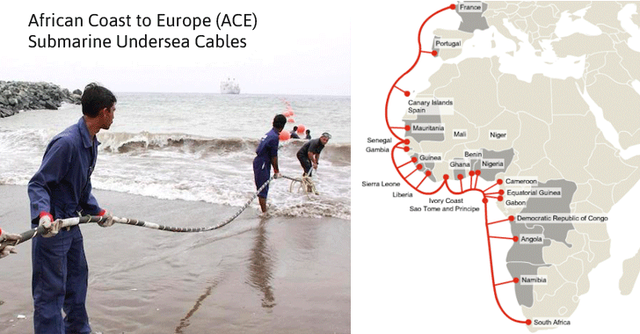 African Coast to Europe (ACE)
Submarine Undersea Cables
France
Portugal
Canary Islands
Spain
Mauritania
Mali
Niger
Senegal
Gambia
Guinea
Benin
Ghana
Nigeria
Sierra Leone
Liberia
Ivory Coast
Sao Tome and Principe
Cameroon
Equatorial Guinea
Gabon
Democratic Republic of Congo
Angola
Namibia
South Africa